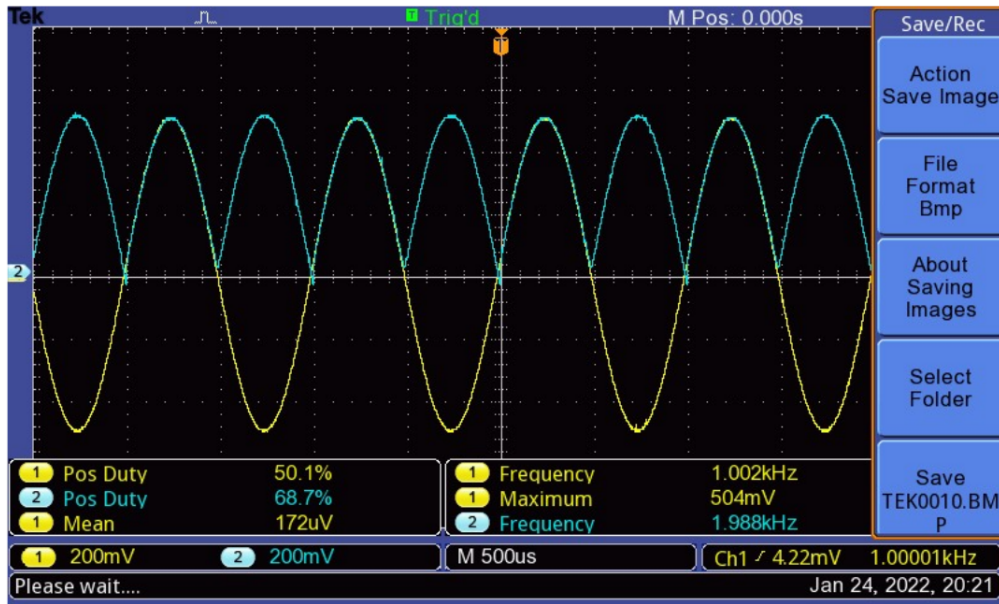 Tek
T Trig'd
M Pos: 0.000s
Save/Rec
T
Action
Save Image
File
Format
Bmp
2
About
Saving
Images
Select
Folder
Save
TEK0010.BM
P
1 Pos Duty 50.1%
2 Pos Duty 68.7%
1 Mean 172uV
1 Frequency 1.002kHz
1 Maximum 504mV
2 Frequency 1.988kHz
1 200mV 2 200mV M 500us Ch1 4.22mV 1.00001kHz
Please wait.... Jan 24, 2022, 20:21